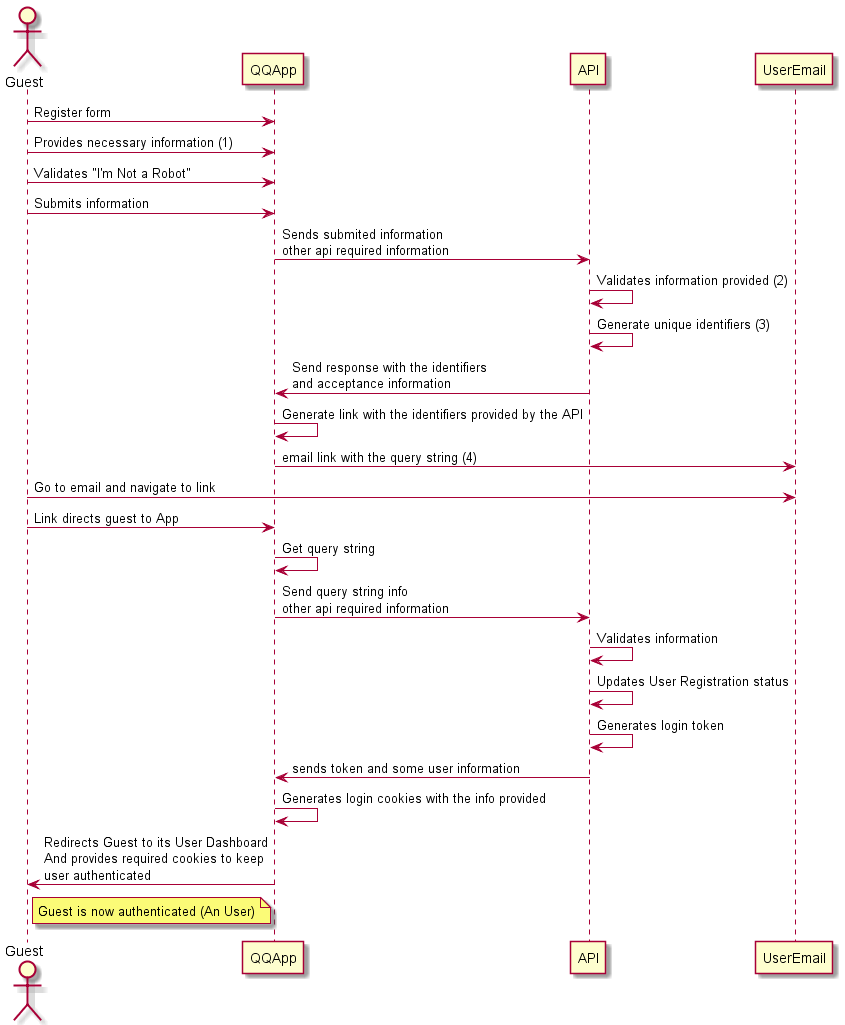 Guest
QQApp
API
UserEmail
Register form
Provides necessary information (1)
Validates "I'm Not a Robot"
Submits information
Sends submited information
other api required information
Validates information provided (2)
Generate unique identifiers (3)
Send response with the identifiers
and acceptance information
Generate link with the identifiers provided by the API
email link with the query string (4)
Go to email and navigate to link
Link directs guest to App
Get query string
Send query string info
other api required information
Validates information
Updates User Registration status
Generates login token
sends token and some user information
Generates login cookies with the info provided
Redirects Guest to its User Dashboard
And provides required cookies to keep
user authenticated
Guest is now authenticated (An User)
Guest
QQApp
API
UserEmail